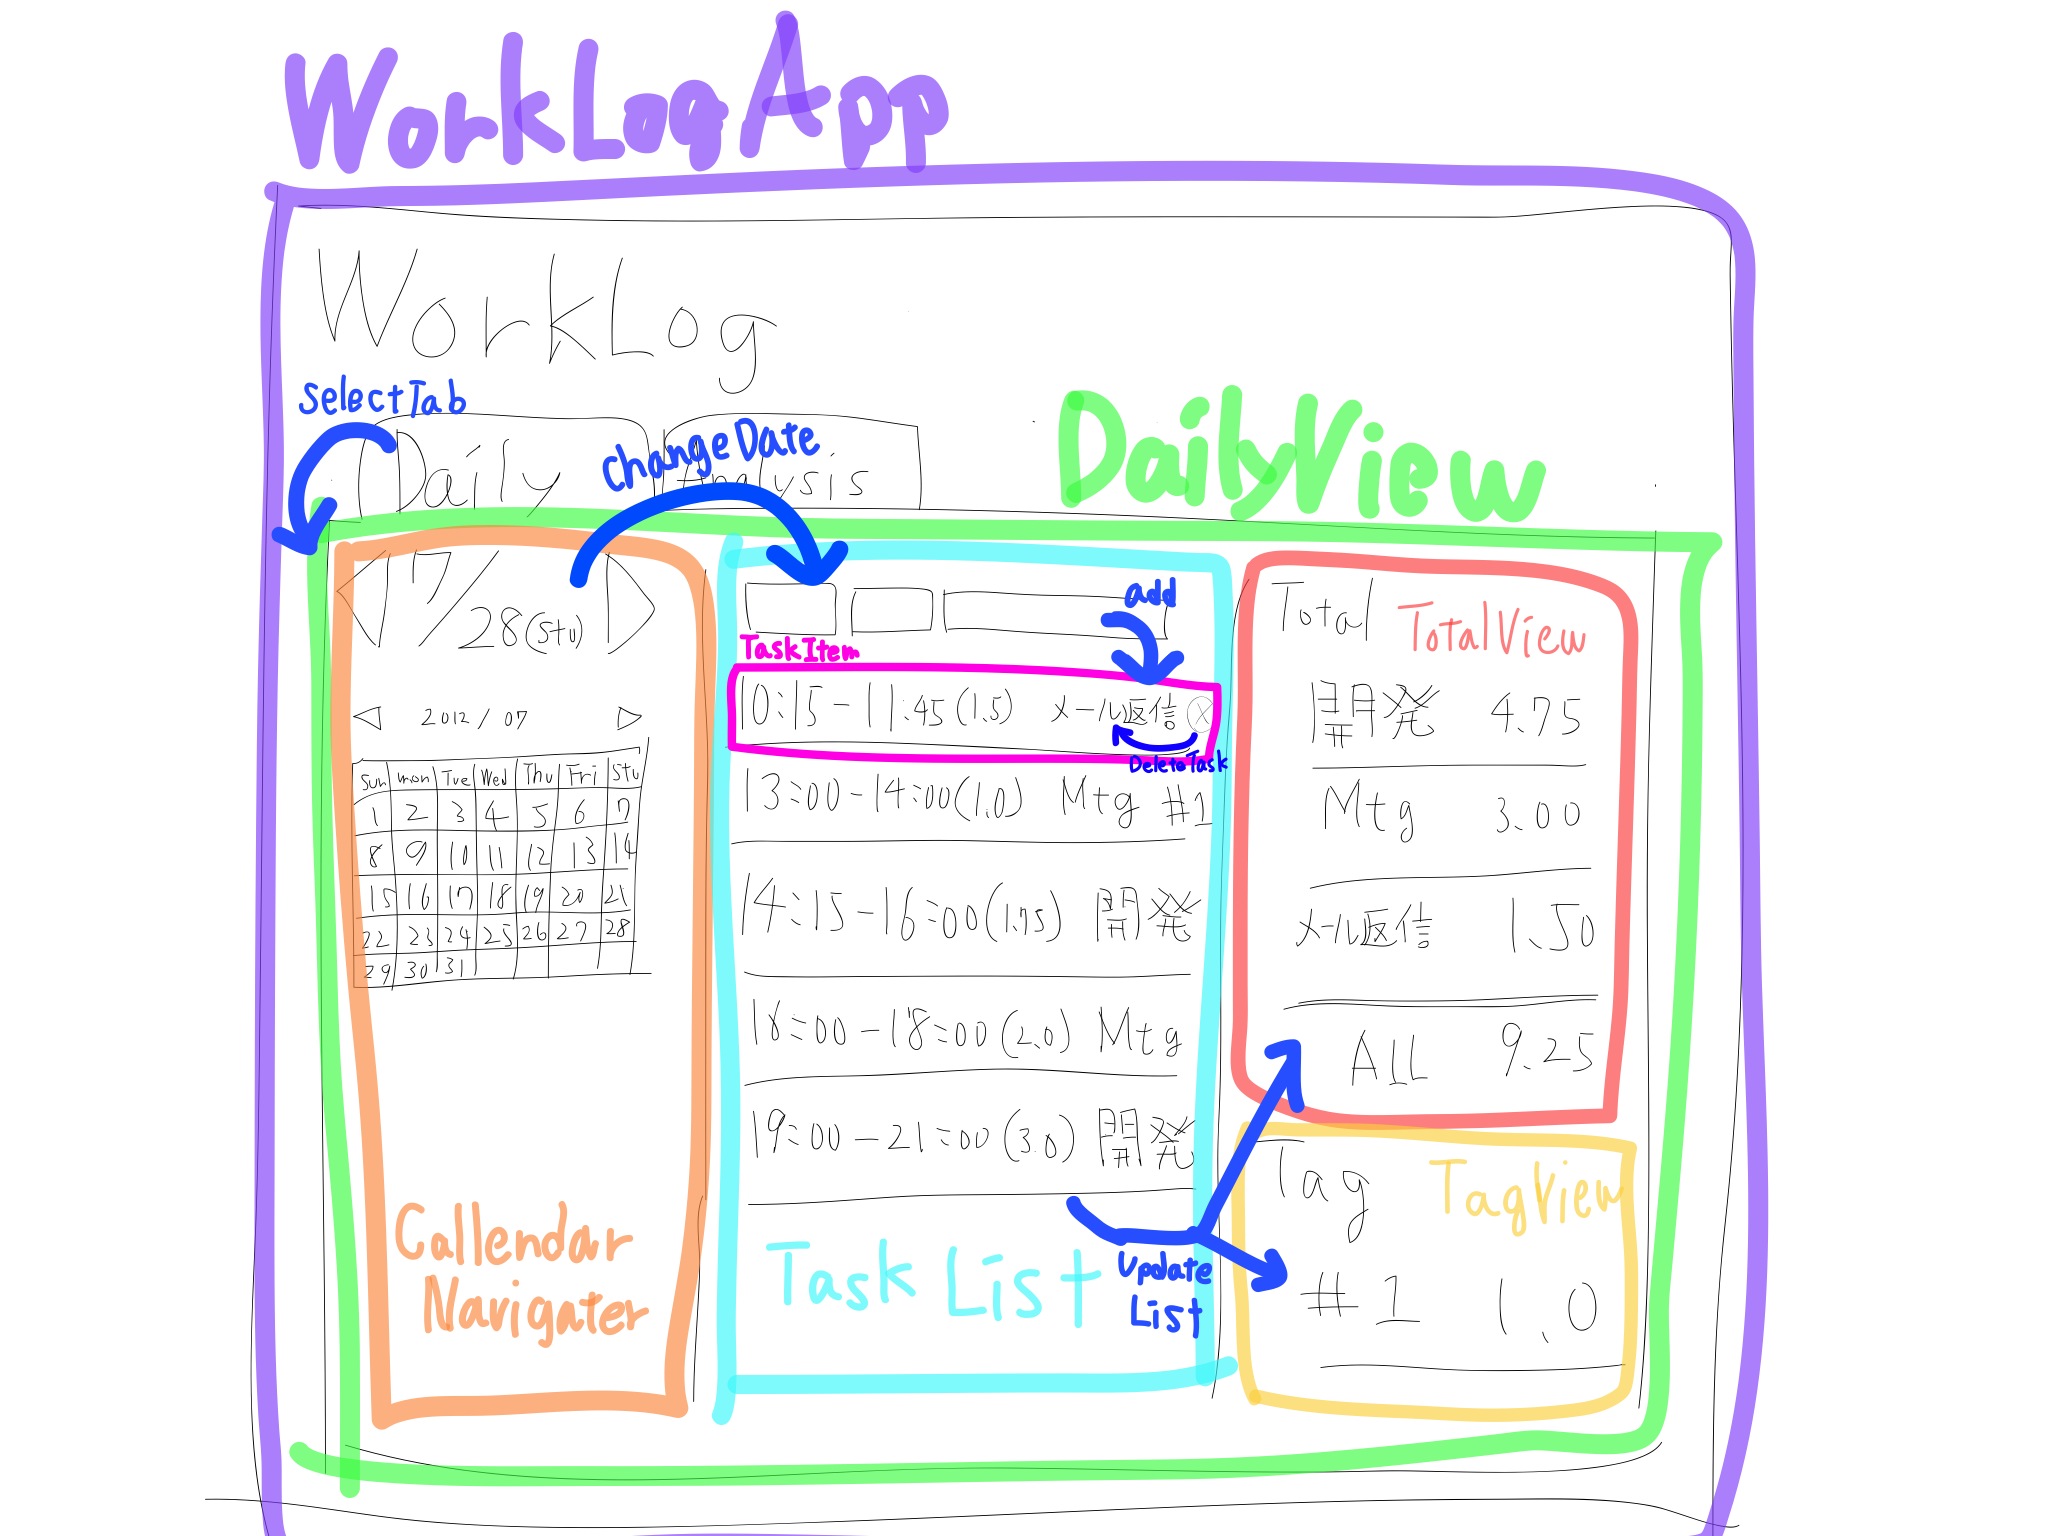 WorkLogApp
WorkLog
selectTab
Daily
changeDate
Analysis
DailyView
7/28(Stu)
2012/07
Sun Mon Tue Wed Thu Fri Stu
1 2 3 4 5 6 7
8 9 10 11 12 13 14
15 16 17 18 19 20 21
22 23 24 25 26 27 28
29 30 31
Callendar
Navigater
add
TaskItem
10:15-11:45(1.5) メール返信
DeleteTask
13:00-14:00(1.0) Mtg #1
14:15-16:00(1.75) 開発
16:00-18:00(2.0) Mtg
19:00-21:00(3.0) 開発
Task List
Update
List
Total TotalView
開発 4.75
Mtg 3.00
メール返信 1.50
ALL 9.25
Tag TagView
#1 1.0